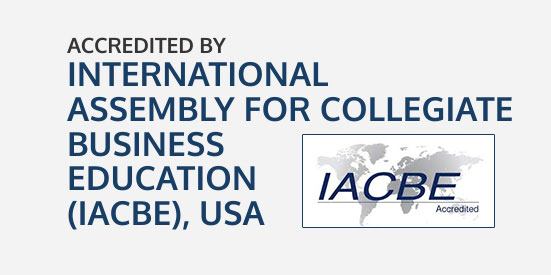 ACCREDITED BY
INTERNATIONAL
ASSEMBLY FOR COLLEGIATE
BUSINESS
EDUCATION
(IACBE), USA
IACBE
Accredited